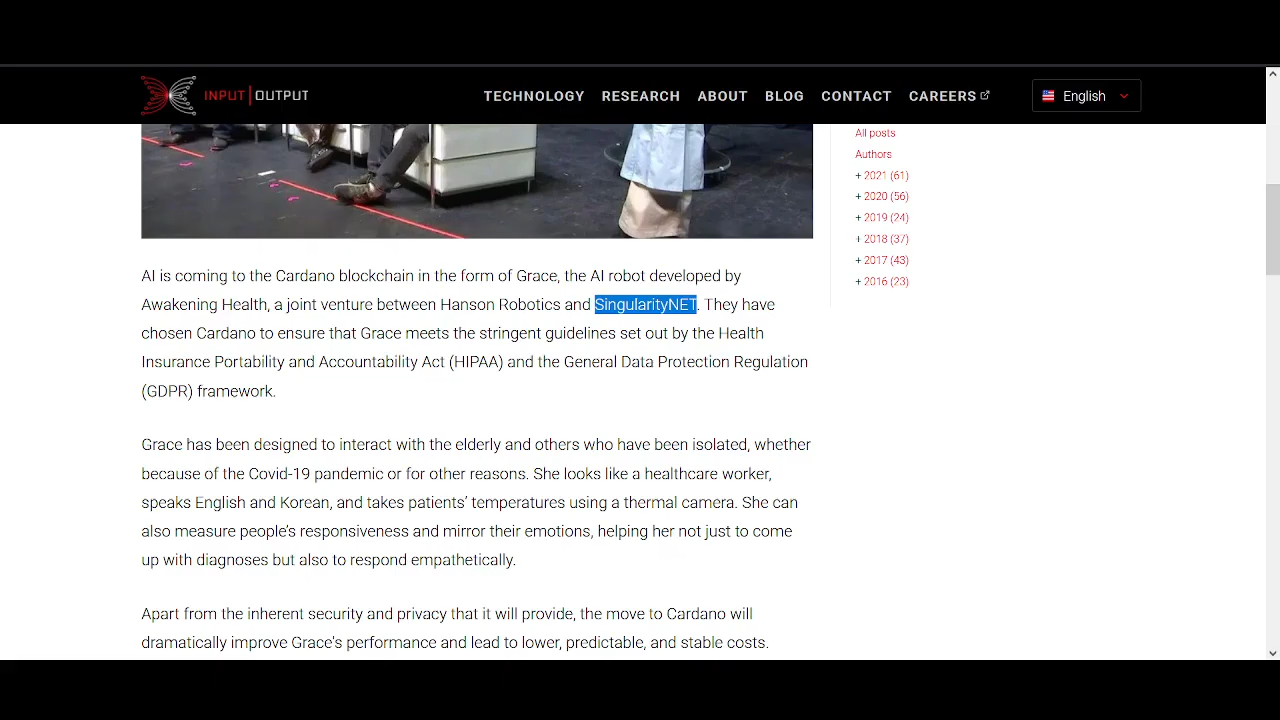 INPUT | OUTPUT
TECHNOLOGY RESEARCH ABOUT BLOG CONTACT CAREERS
English
All posts
Authors
+ 2021 (61)
+ 2020 (56)
+ 2019 (24)
+ 2018 (37)
+ 2017 (43)
+ 2016 (23)
AI is coming to the Cardano blockchain in the form of Grace, the AI robot developed by
Awakening Health, a joint venture between Hanson Robotics and SingularityNET. They have
chosen Cardano to ensure that Grace meets the stringent guidelines set out by the Health
Insurance Portability and Accountability Act (HIPAA) and the General Data Protection Regulation
(GDPR) framework.
Grace has been designed to interact with the elderly and others who have been isolated, whether
because of the Covid-19 pandemic or for other reasons. She looks like a healthcare worker,
speaks English and Korean, and takes patients’ temperatures using a thermal camera. She can
also measure people’s responsiveness and mirror their emotions, helping her not just to come
up with diagnoses but also to respond empathetically.
Apart from the inherent security and privacy that it will provide, the move to Cardano will
dramatically improve Grace's performance and lead to lower, predictable, and stable costs.